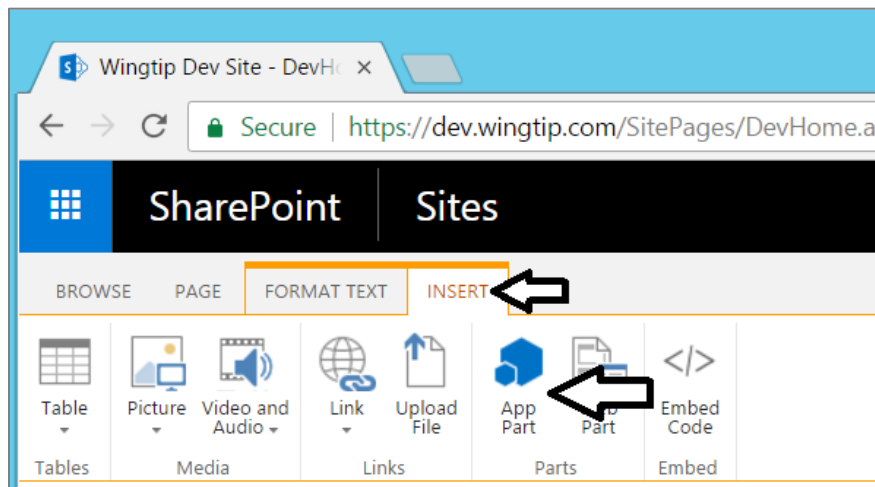 Wingtip Dev Site - DevHo
Secure | https://dev.wingtip.com/SitePages/DevHome.a
SharePoint Sites
BROWSE PAGE FORMAT TEXT INSERT
Table Picture Video and Audio Link Upload File App Part Part Embed Code
Tables Media Links Parts Embed